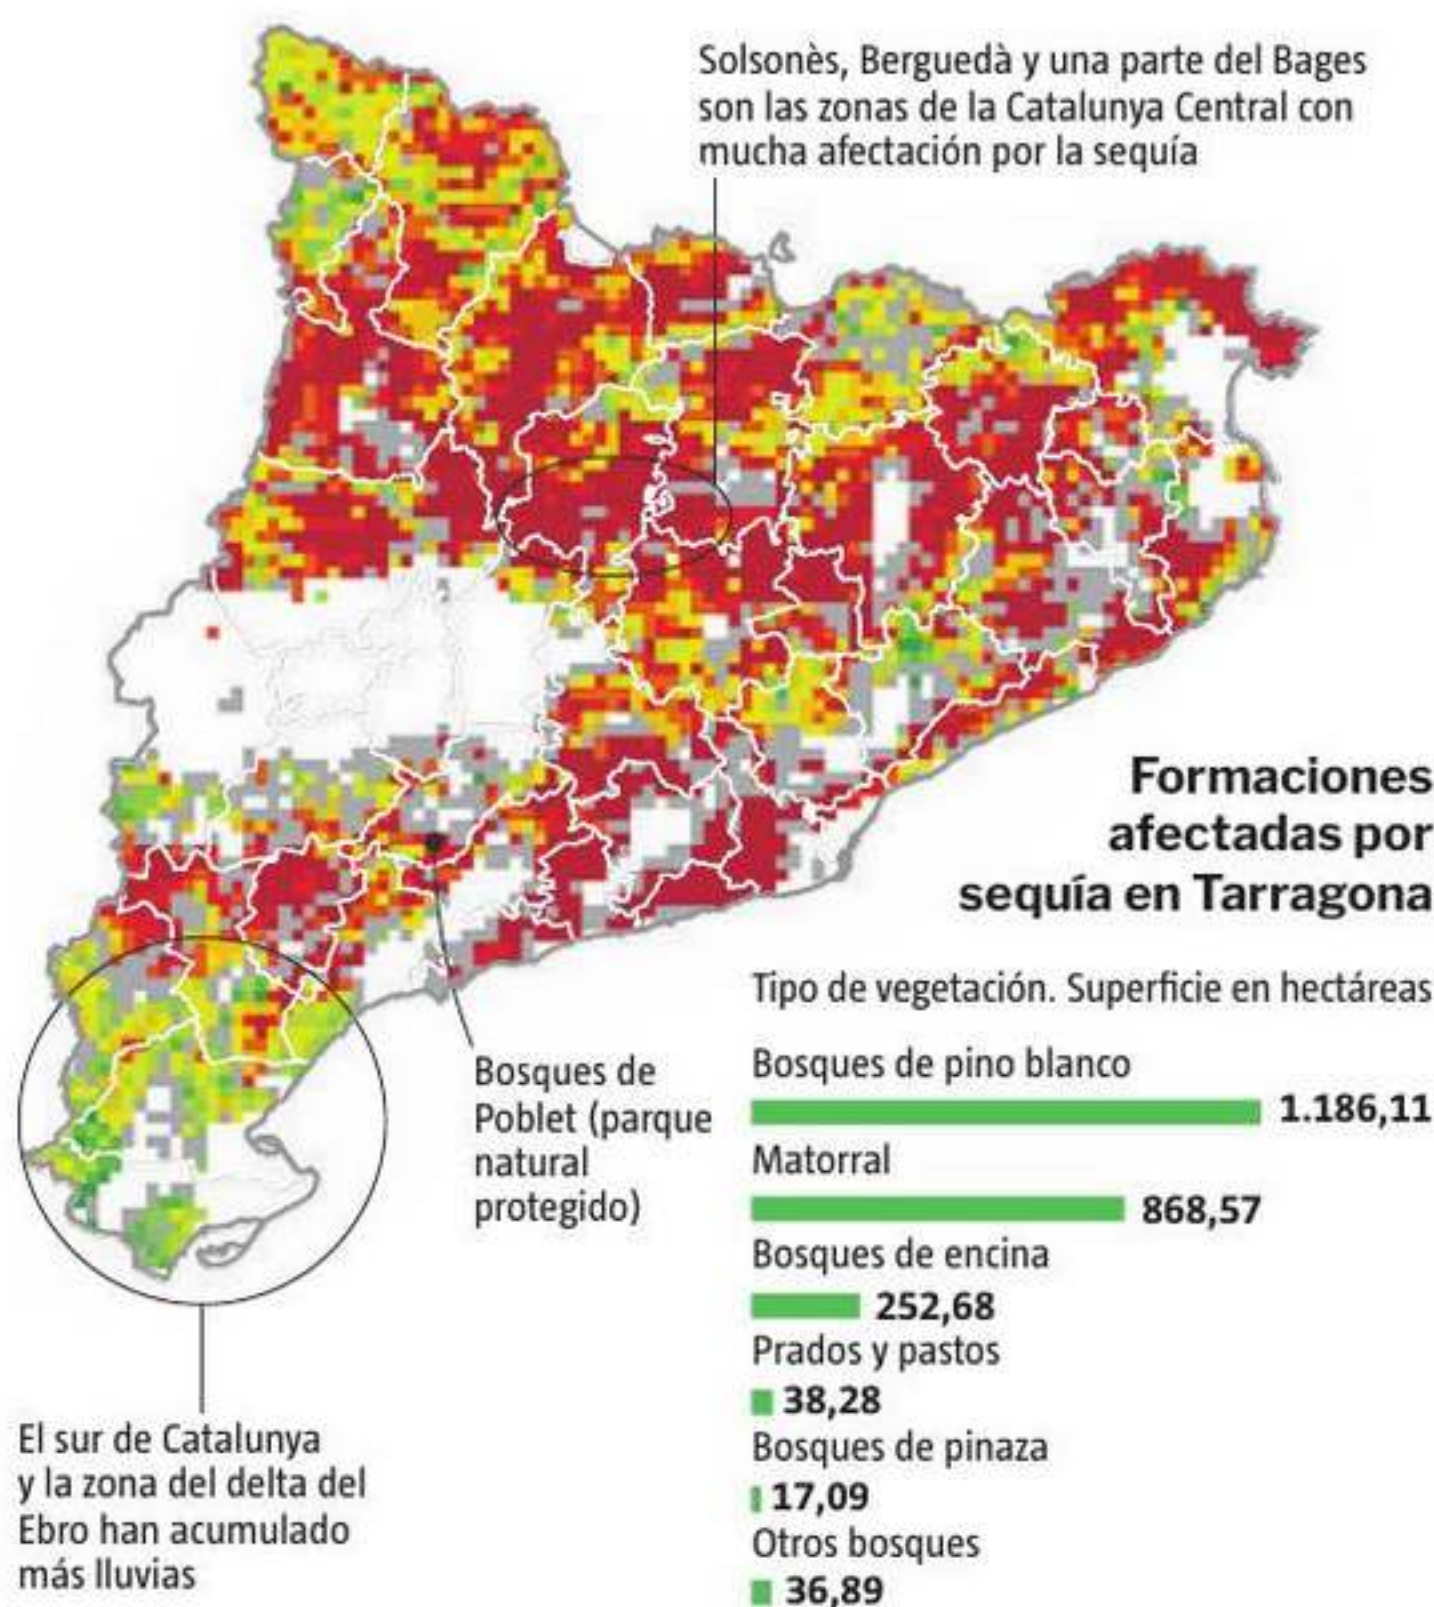 Solsonès, Berguedà y una parte del Bages
son las zonas de la Catalunya Central con
mucha afectación por la sequía
Formaciones
afectadas por
sequía en Tarragona
Tipo de vegetación. Superficie en hectáreas
Bosques de pino blanco
1.186,11
Matorral
868,57
Bosques de encina
252,68
Prados y pastos
38,28
Bosques de pinaza
17,09
Otros bosques
36,89
Bosques de
Poblet (parque
natural
protegido)
El sur de Catalunya
y la zona del delta del
Ebro han acumulado
más lluvias